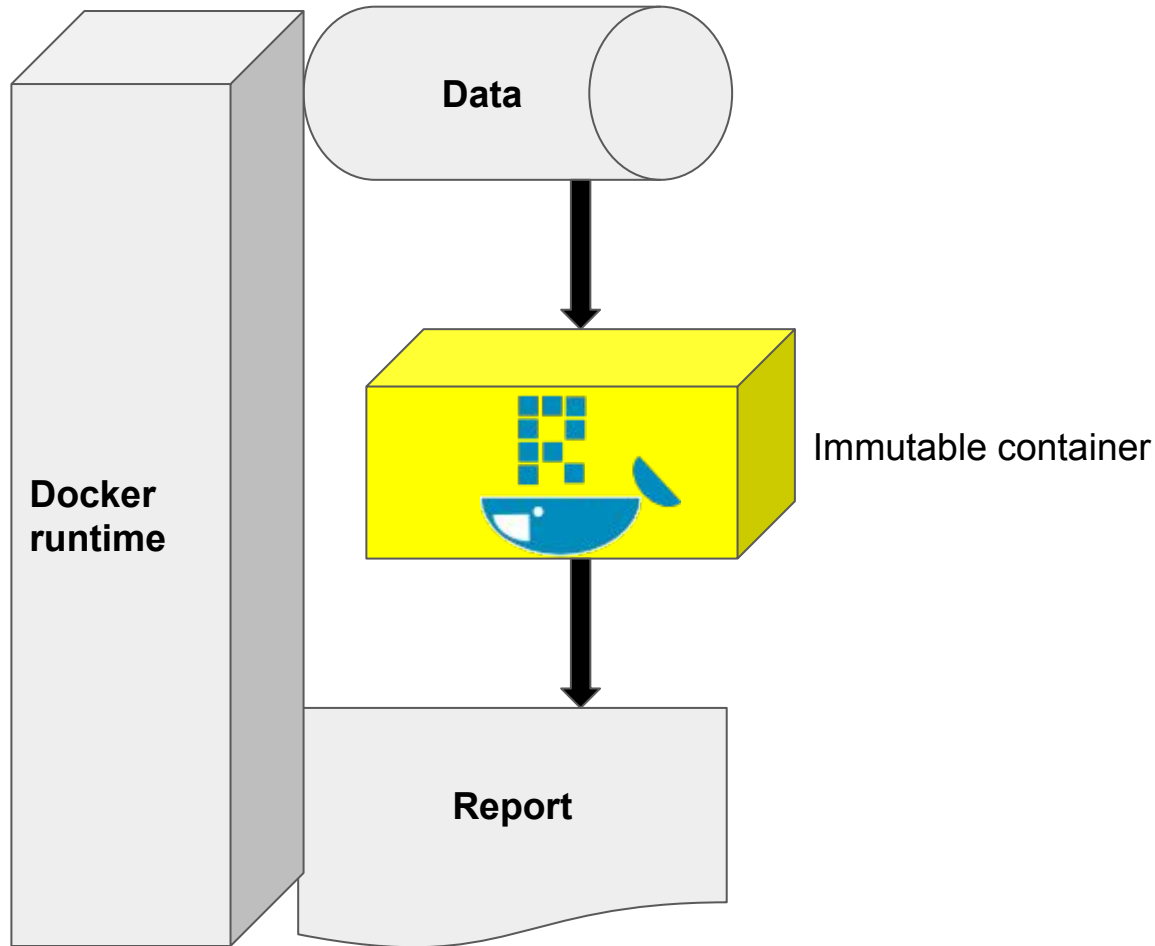 Data
Immutable container
Docker
runtime
Report